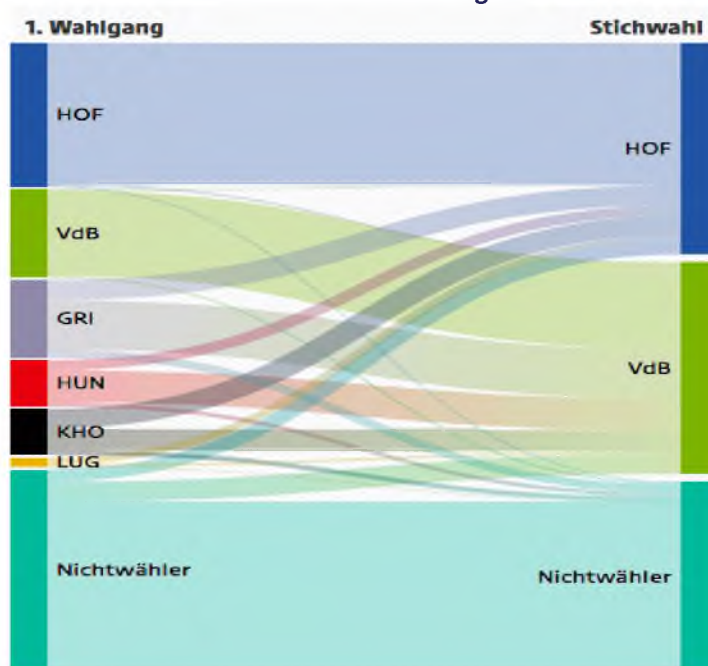 1. Wahlgang
Stichwahl
HOF
HOF
VdB
GRI
VdB
HUN
KHO
LUG
Nichtwähler
Nichtwähler